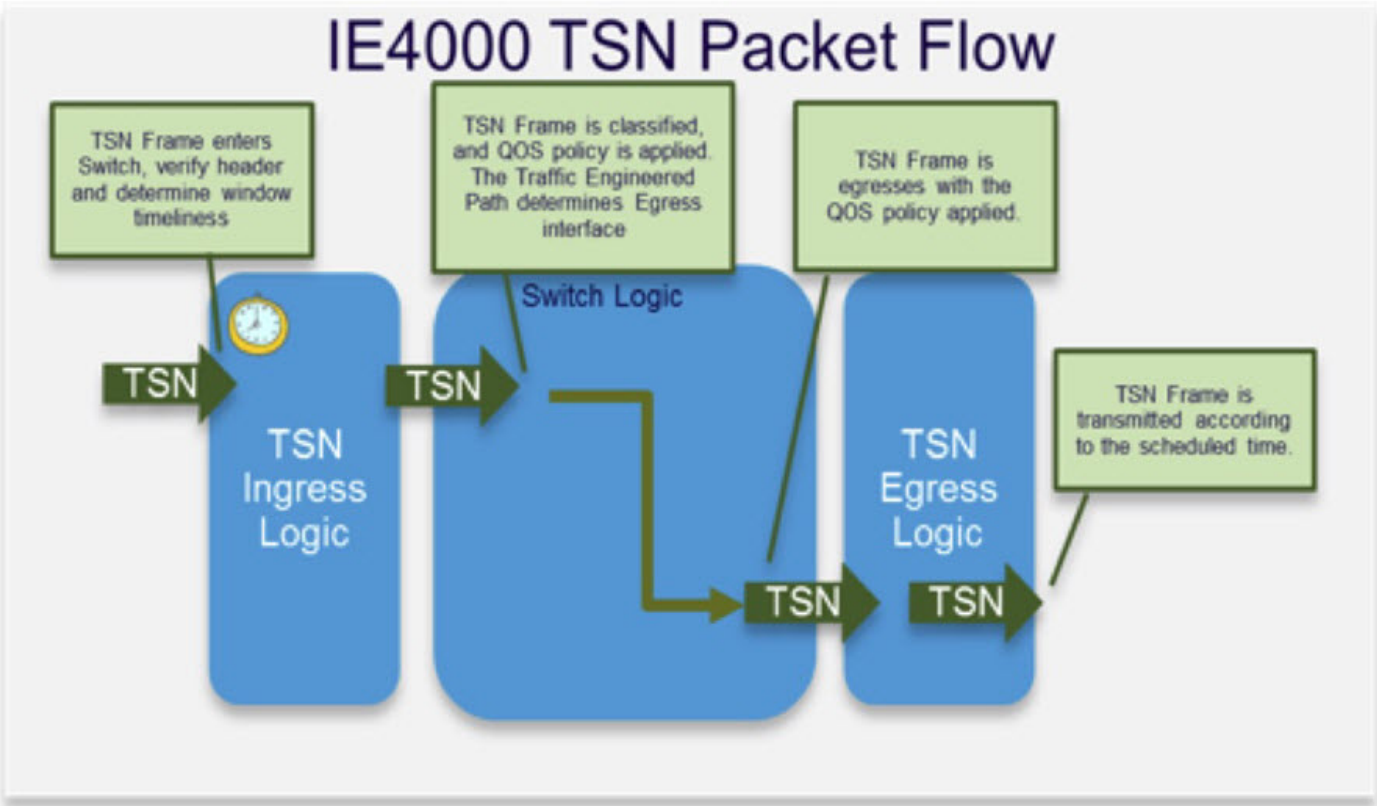 IE4000 TSN Packet Flow
TSN Frame enters
Switch, verify header
and determine window
timeliness
TSN Frame is classified,
and QOS policy is applied.
The Traffic Engineered
Path determines Egress
interface
TSN Frame is
egresses with the
QOS policy applied.
Switch Logic
TSN
TSN
TSN
Ingress
Logic
TSN
Egress
Logic
TSN Frame is
transmitted according
to the scheduled time.
TSN
TSN